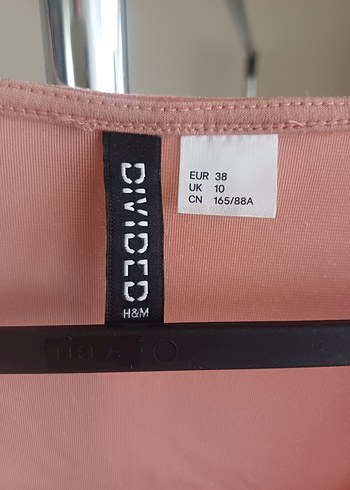 DIVIDED
H&M
EUR 38
UK 10
CN 165/88A